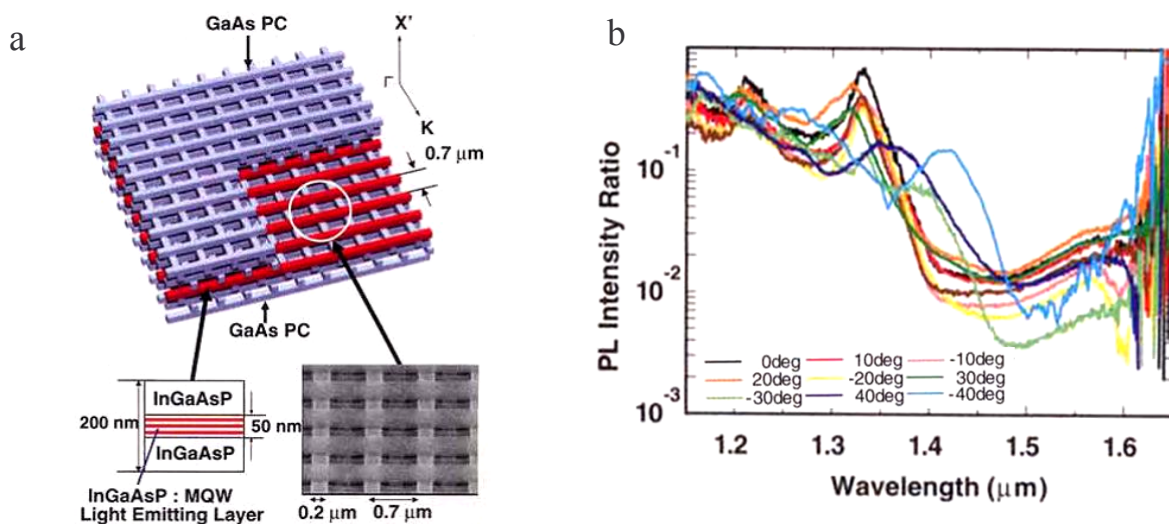 a
GaAs PC
X'
Γ
K
0.7 μm
GaAs PC
InGaAsP
200 nm
50 nm
InGaAsP
InGaAsP : MQW
Light Emitting Layer
0.2 μm
0.7 μm
b
PL Intensity Ratio
10-1
10-2
10-3
0deg 10deg -10deg
20deg -20deg 30deg
-30deg 40deg -40deg
1.2 1.3 1.4 1.5 1.6
Wavelength (μm)